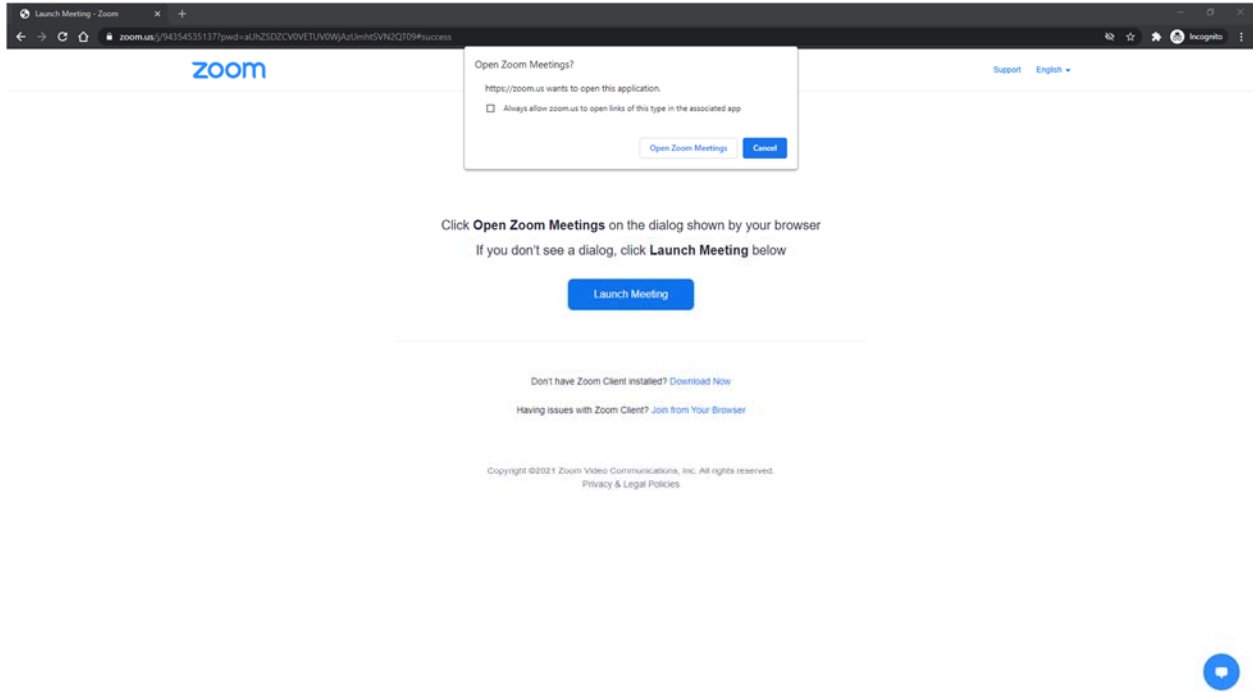 Launch Meeting - Zoom
zoom.us/j/94354535137?pwd=aUhZSDZCV0VETUV0WjAzUmhtSVN2QT09#success
Incognito
zoom
Support English
Open Zoom Meetings?
https://zoom.us wants to open this application.
Always allow zoom.us to open links of this type in the associated app
Open Zoom Meetings Cancel
Click Open Zoom Meetings on the dialog shown by your browser
If you don't see a dialog, click Launch Meeting below
Launch Meeting
Don't have Zoom Client installed? Download Now
Having issues with Zoom Client? Join from Your Browser
Copyright ©2021 Zoom Video Communications, Inc. All rights reserved.
Privacy & Legal Policies